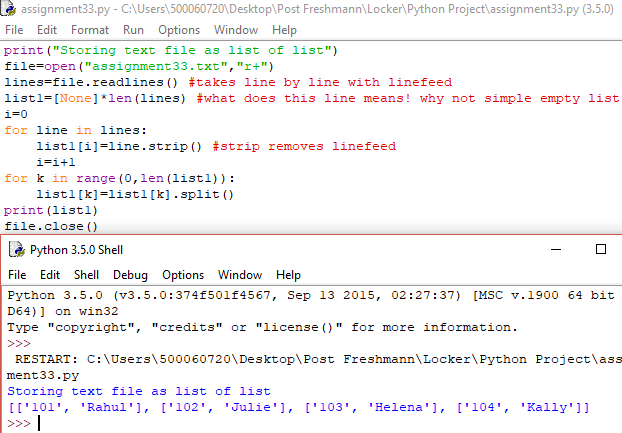 assignment33.py - C:\Users\500060720\Desktop\Post Freshmann\Locker\Python Project\assignment33.py (3.5.0)
File Edit Format Run Options Window Help
print("Storing text file as list of list")
file=open("assignment33.txt","r+")
lines=file.readlines() #takes line by line with linefeed
list1=[None]*len(lines) #what does this line means! why not simple empty list
i=0
for line in lines:
    list1[i]=line.strip() #strip removes linefeed
    i=i+1
for k in range(0,len(list1)):
    list1[k]=list1[k].split()
print(list1)
file.close()
Python 3.5.0 Shell
File Edit Shell Debug Options Window Help
Python 3.5.0 (v3.5.0:374f501f4567, Sep 13 2015, 02:27:37) [MSC v.1900 64 bit
D64)] on win32
Type "copyright", "credits" or "license()" for more information.
>>>
 RESTART: C:\Users\500060720\Desktop\Post Freshmann\Locker\Python Project\ass
ment33.py
Storing text file as list of list
[['101', 'Rahul'], ['102', 'Julie'], ['103', 'Helena'], ['104', 'Kally']]
>>>